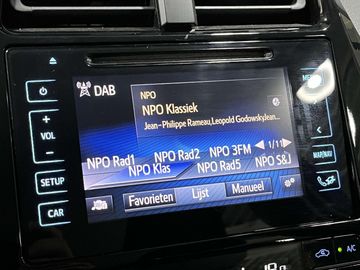 DAB
NPO
MENU
NPO Klassiek
+
VOL
−
Jean-Philippe Rameau,Leopold Godowsky,Jean...
1/11
NPO Rad1 NPO Rad2 NPO 3FM
NPO Klas NPO Rad5 NPO S&J
MAP/NAV
SETUP
Favorieten Lijst Manueel
CAR
A/C